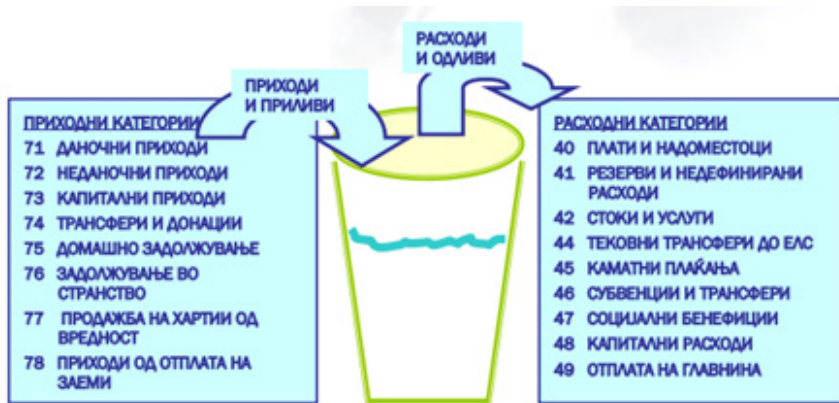 РАСХОДИ
И ОДЛИВИ
ПРИХОДИ
И ПРИЛИВИ
ПРИХОДНИ КАТЕГОРИИ
71 ДАНОЧНИ ПРИХОДИ
72 НЕДАНОЧНИ ПРИХОДИ
73 КАПИТАЛНИ ПРИХОДИ
74 ТРАНСФЕРИ И ДОНАЦИИ
75 ДОМАШНО ЗАДОЛЖУВАЊЕ
76 ЗАДОЛЖУВАЊЕ ВО
СТРАНСТВО
77 ПРОДАЖБА НА ХАРТИИ ОД
ВРЕДНОСТ
78 ПРИХОДИ ОД ОТПЛАТА НА
ЗАЕМИ
РАСХОДНИ КАТЕГОРИИ
40 ПЛАТИ И НАДОМЕСТОЦИ
41 РЕЗЕРВИ И НЕДЕФИНИРАНИ
РАСХОДИ
42 СТОКИ И УСЛУГИ
44 ТЕКОВНИ ТРАНСФЕРИ ДО ЕЛС
45 КАМАТНИ ПЛАЌАЊА
46 СУБВЕНЦИИ И ТРАНСФЕРИ
47 СОЦИЈАЛНИ БЕНЕФИЦИИ
48 КАПИТАЛНИ РАСХОДИ
49 ОТПЛАТА НА ГЛАВНИНА